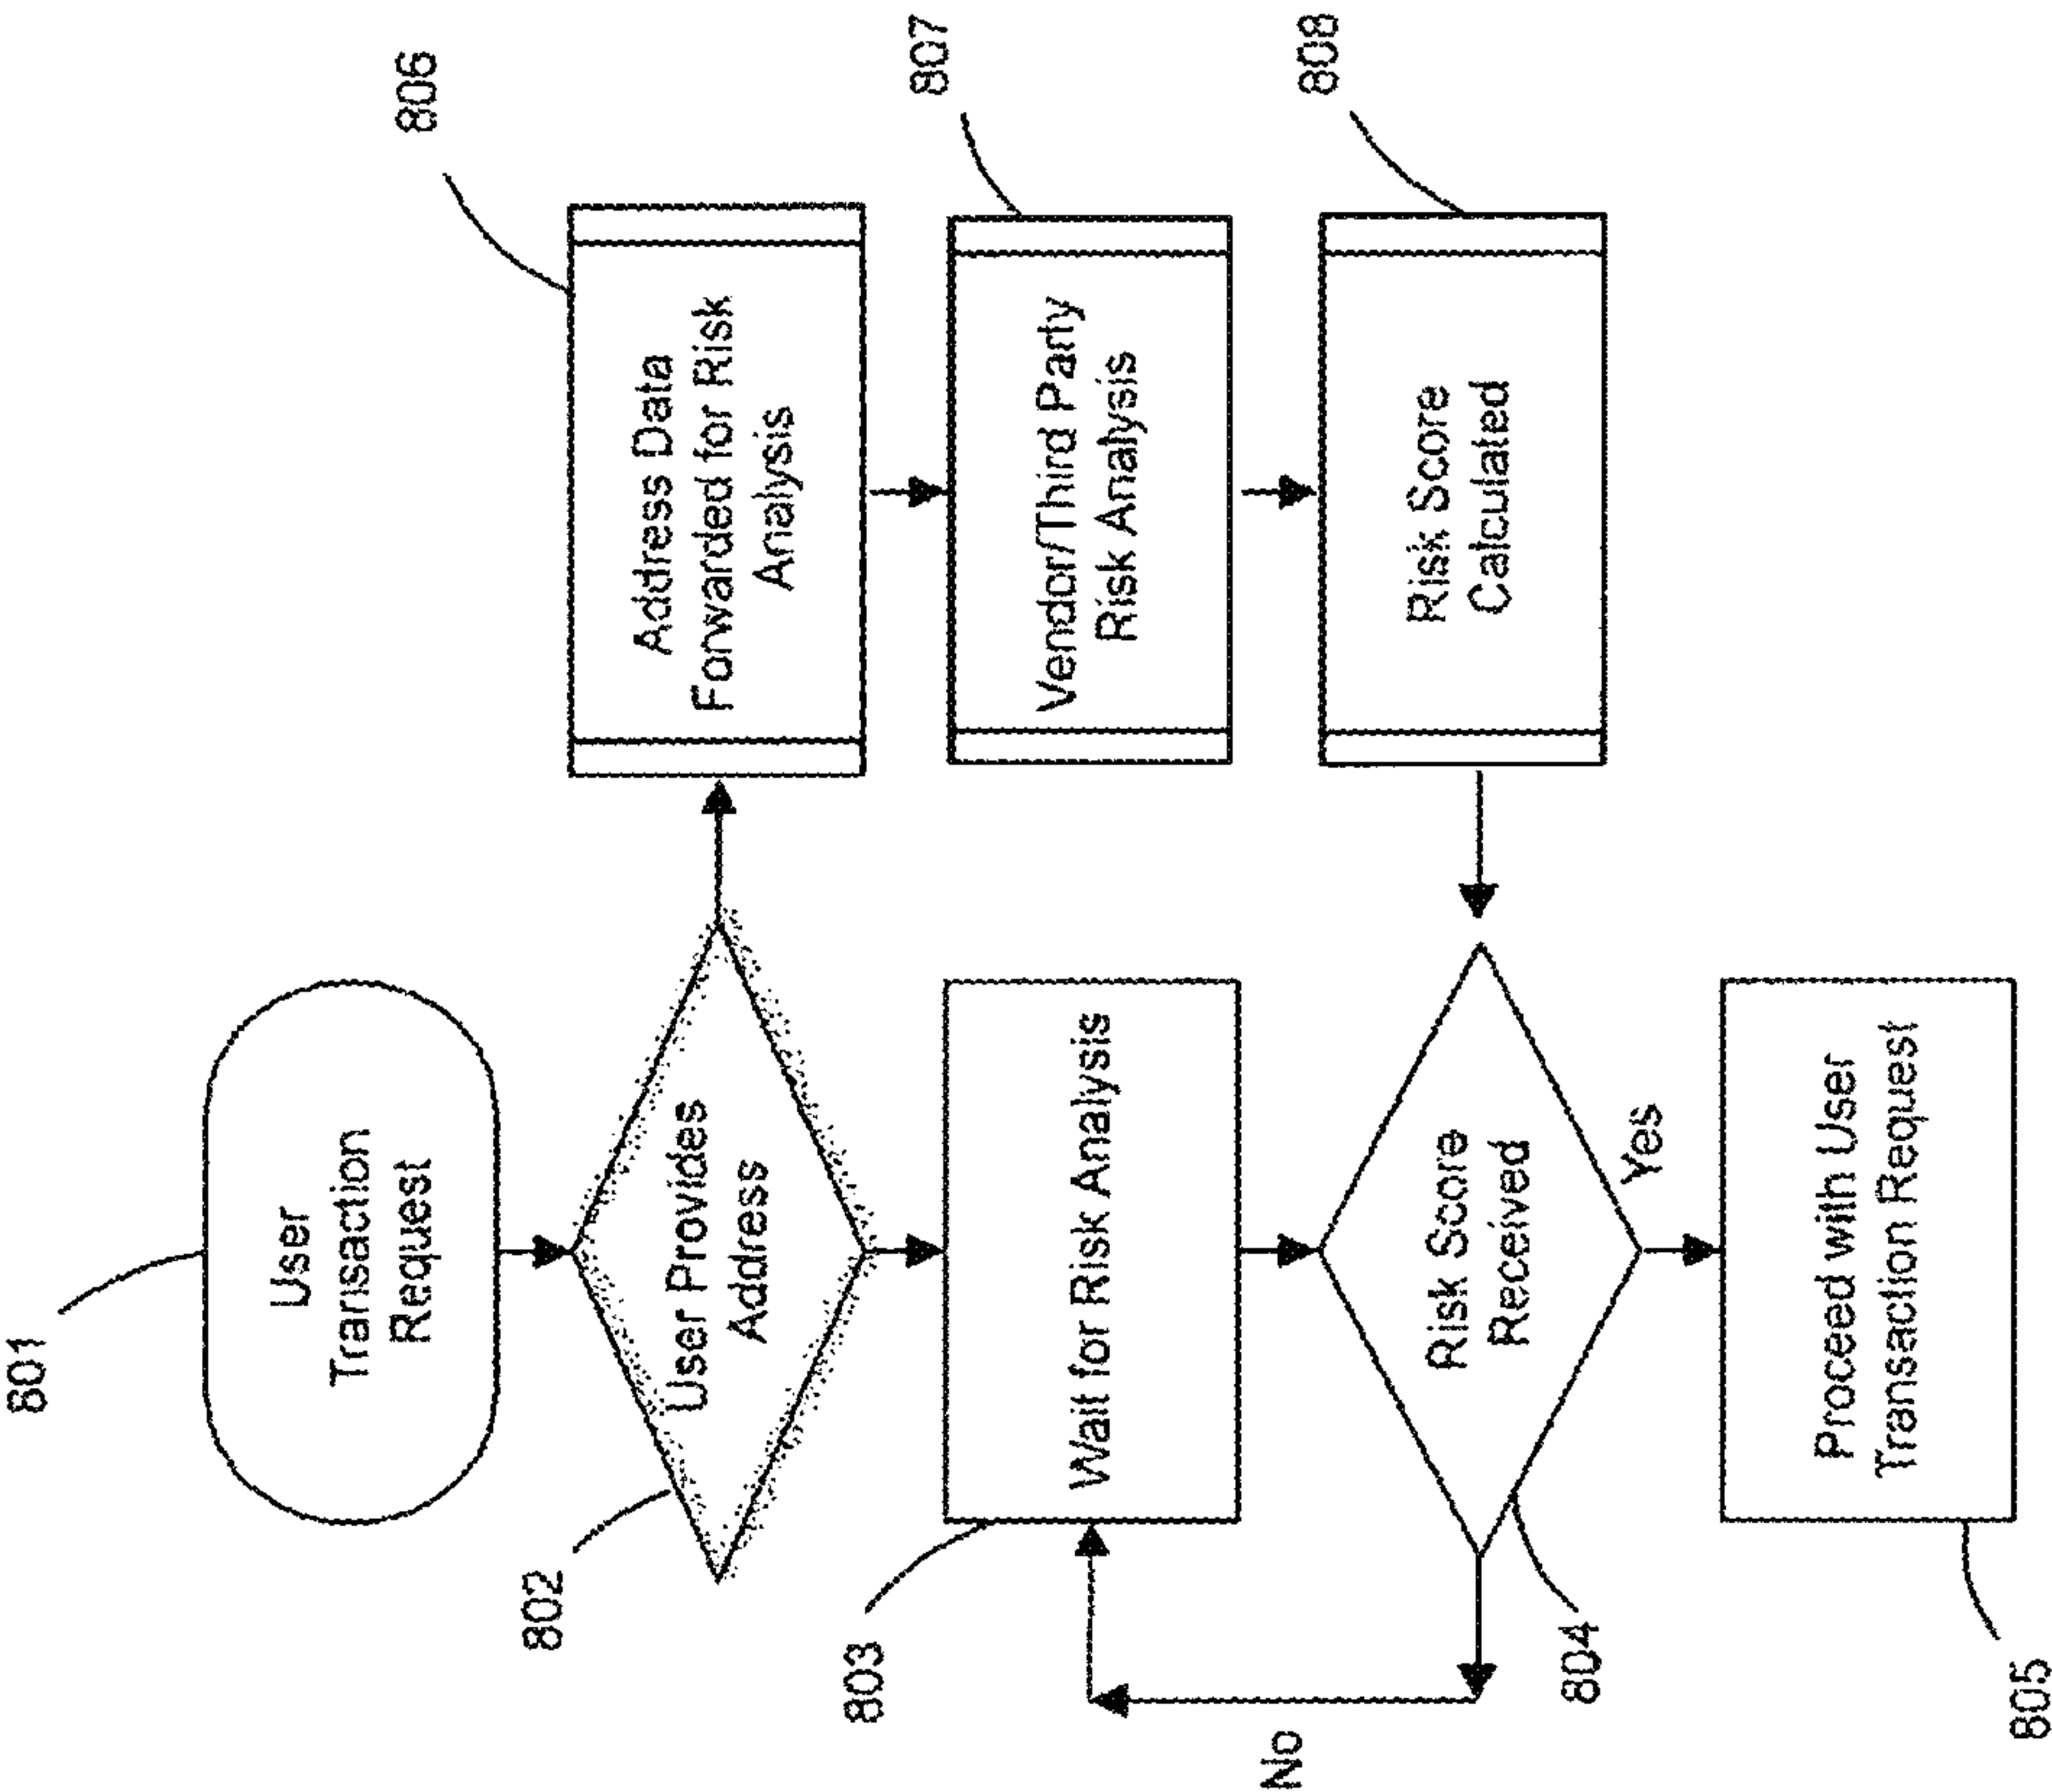 801
User
Transaction
Request
802
User Provides
Address
806
Address Data
Forwarded for Risk
Analysis
803
Wait for Risk Analysis
807
Vendor/Third Party
Risk Analysis
No
804
Risk Score
Received
Yes
808
Risk Score
Calculated
805
Proceed with User
Transaction Request